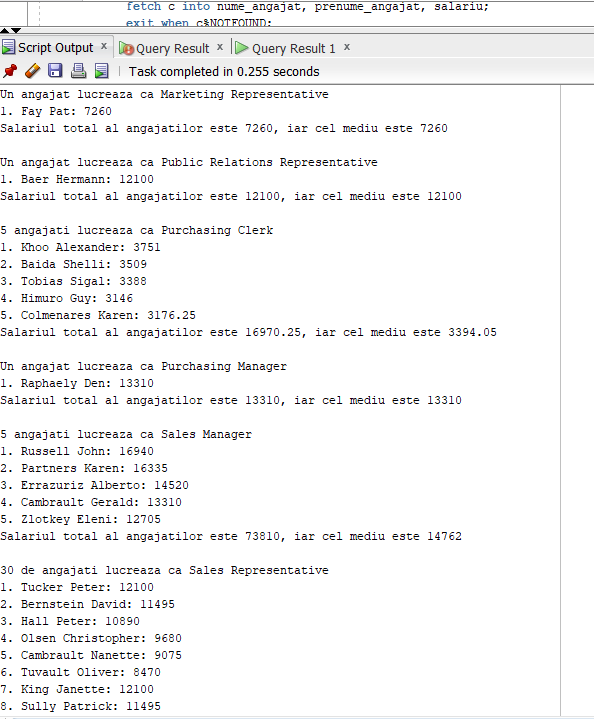 fetch c into nume_angajat, prenume_angajat, salariu;
exit when c%NOTFOUND;
Script Output x Query Result x Query Result 1 x
Task completed in 0.255 seconds
Un angajat lucreaza ca Marketing Representative
1. Fay Pat: 7260
Salariul total al angajatilor este 7260, iar cel mediu este 7260
Un angajat lucreaza ca Public Relations Representative
1. Baer Hermann: 12100
Salariul total al angajatilor este 12100, iar cel mediu este 12100
5 angajati lucreaza ca Purchasing Clerk
1. Khoo Alexander: 3751
2. Baida Shelli: 3509
3. Tobias Sigal: 3388
4. Himuro Guy: 3146
5. Colmenares Karen: 3176.25
Salariul total al angajatilor este 16970.25, iar cel mediu este 3394.05
Un angajat lucreaza ca Purchasing Manager
1. Raphaely Den: 13310
Salariul total al angajatilor este 13310, iar cel mediu este 13310
5 angajati lucreaza ca Sales Manager
1. Russell John: 16940
2. Partners Karen: 16335
3. Errazuriz Alberto: 14520
4. Cambrault Gerald: 13310
5. Zlotkey Eleni: 12705
Salariul total al angajatilor este 73810, iar cel mediu este 14762
30 de angajati lucreaza ca Sales Representative
1. Tucker Peter: 12100
2. Bernstein David: 11495
3. Hall Peter: 10890
4. Olsen Christopher: 9680
5. Cambrault Nanette: 9075
6. Tuvault Oliver: 8470
7. King Janette: 12100
8. Sully Patrick: 11495